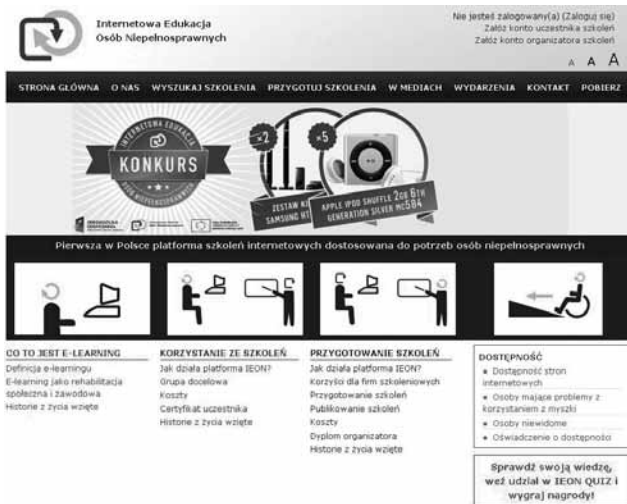 Internetowa Edukacja
Osób Niepełnosprawnych
Nie jesteś zalogowany(a) (Zaloguj się)
Załóż konto uczestnika szkoleń
Załóż konto organizatora szkoleń
A A A
STRONA GŁÓWNA O NAS WYSZUKAJ SZKOLENIA PRZYGOTUJ SZKOLENIA W MEDIACH WYDARZENIA KONTAKT POBIERZ
INTERNETOWA EDUKACJA
KONKURS
OSÓB NIEPEŁNOSPRAWNYCH
×2
ZESTAW KI
SAMSUNG HT
×5
APPLE IPOD SHUFFLE 2GB 6TH
GENERATION SILVER MC584
Pierwsza w Polsce platforma szkoleń internetowych dostosowana do potrzeb osób niepełnosprawnych
CO TO JEST E-LEARNING
Definicja e-learningu
E-learning jako rehabilitacja
społeczna i zawodowa
Historie z życia wzięte
KORZYSTANIE ZE SZKOLEŃ
Jak działa platforma IEON?
Grupa docelowa
Koszty
Certyfikat uczestnika
Historie z życia wzięte
PRZYGOTOWANIE SZKOLEŃ
Jak działa platforma IEON?
Korzyści dla firm szkoleniowych
Przygotowanie szkoleń
Publikowanie szkoleń
Koszty
Dyplom organizatora
Historie z życia wzięte
DOSTĘPNOŚĆ
Dostępność stron
internetowych
Osoby mające problemy z
korzystaniem z myszki
Osoby niewidome
Oświadczenie o dostępności
Sprawdź swoją wiedzę,
weź udział w IEON QUIZ i
wygraj nagrody!